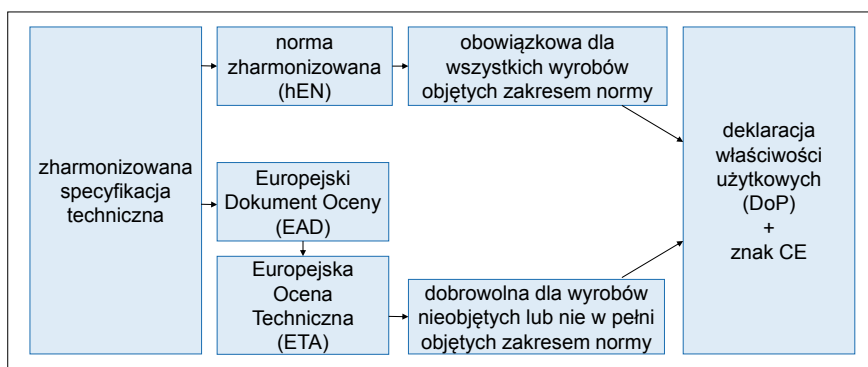 zharmonizowana
specyfikacja
techniczna
norma
zharmonizowana
(hEN)
obowiązkowa dla
wszystkich wyrobów
objętych zakresem normy
Europejski
Dokument Oceny
(EAD)
Europejska
Ocena
Techniczna
(ETA)
dobrowolna dla wyrobów
nieobjętych lub nie w pełni
objętych zakresem normy
deklaracja
właściwości
użytkowych
(DoP)
+
znak CE